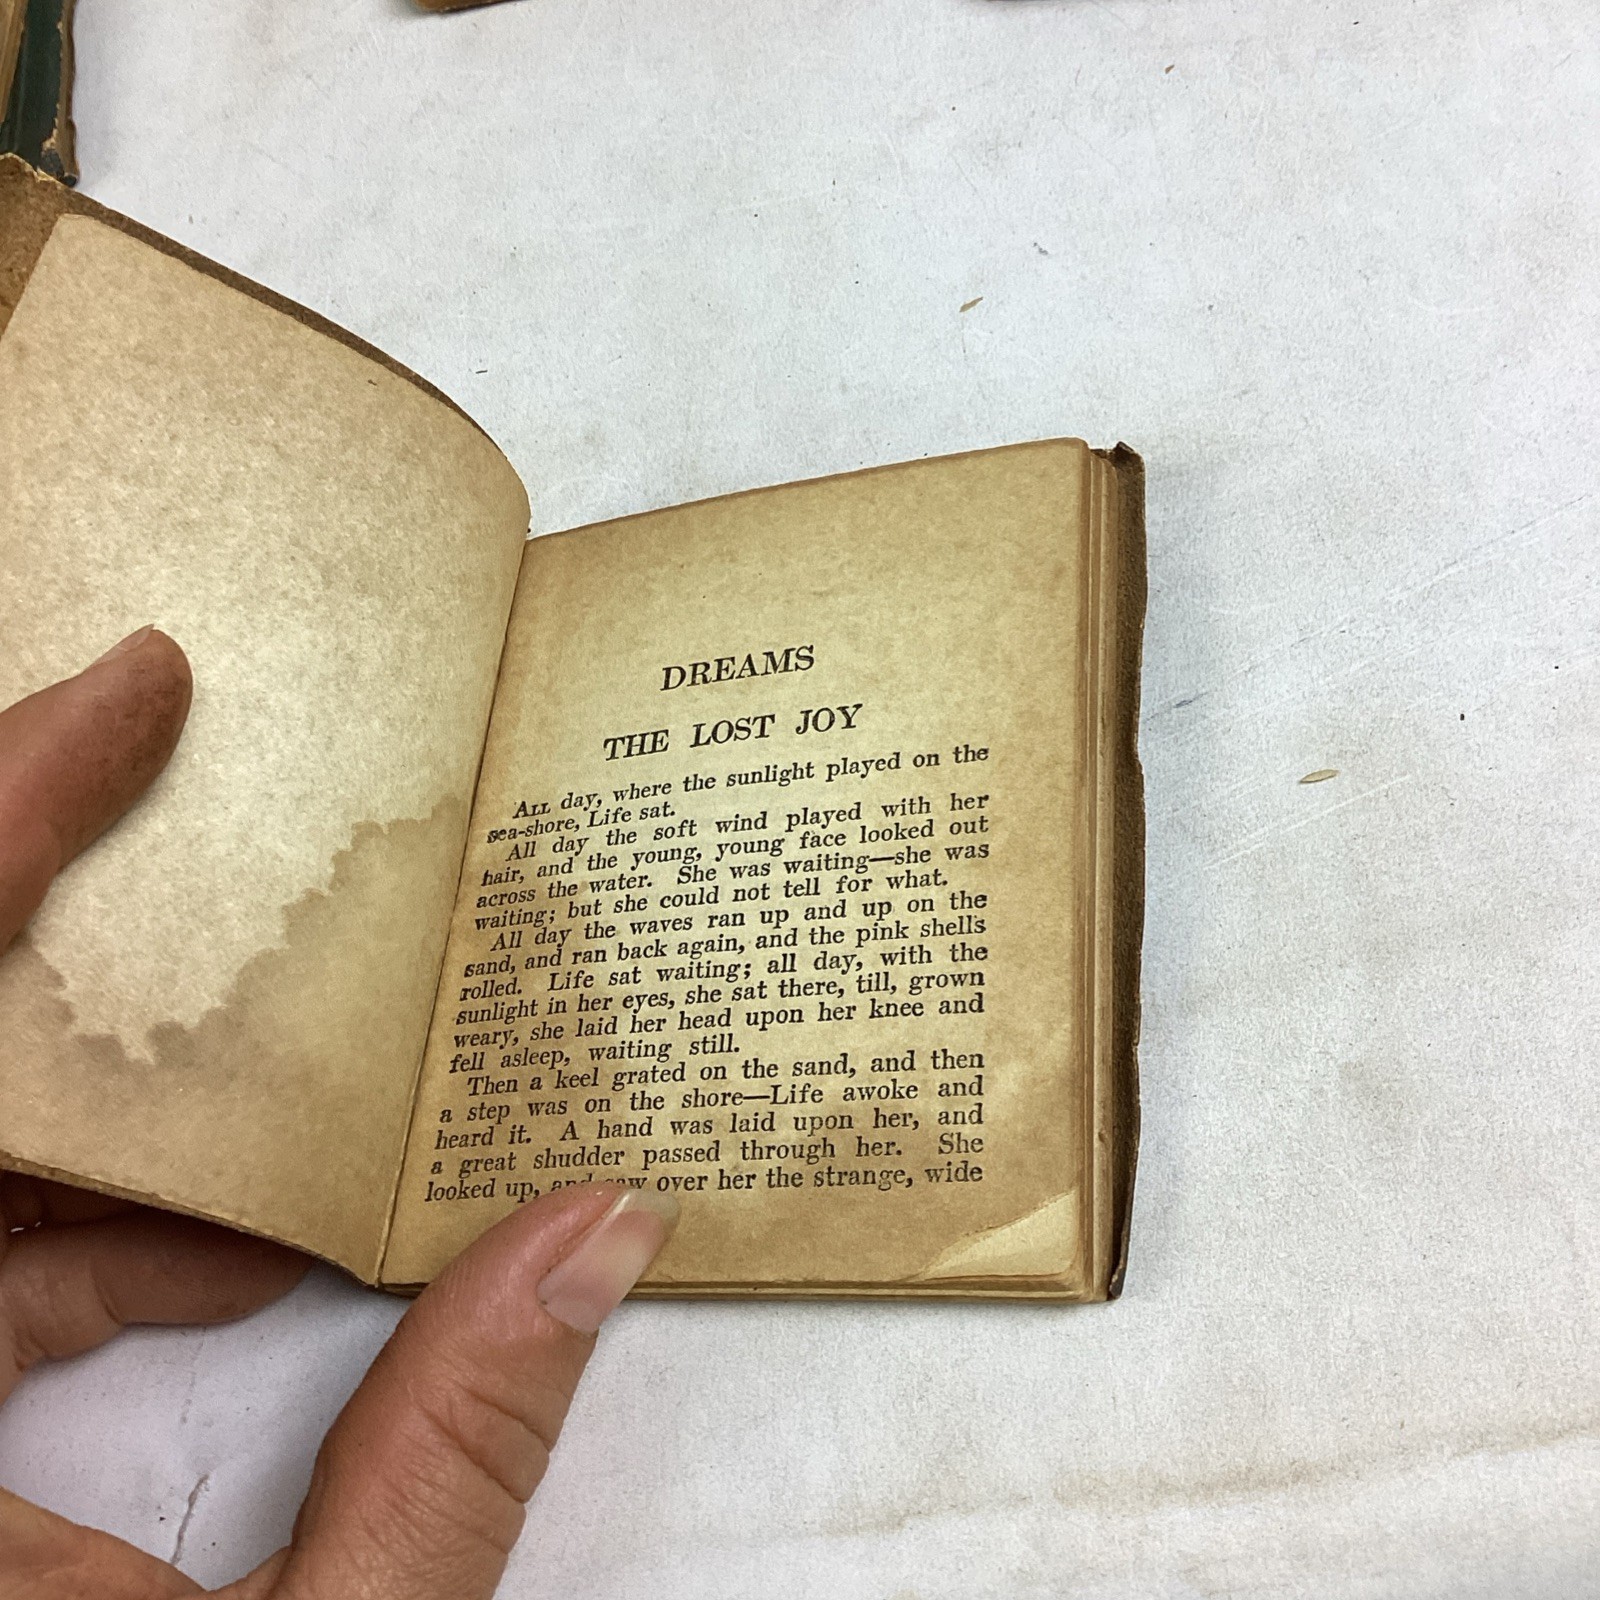 DREAMS
THE LOST JOY
ALL day, where the sunlight played on the
sea-shore, Life sat.
All day the soft wind played with her
hair, and the young, young face looked out
across the water. She was waiting—she was
waiting; but she could not tell for what.
All day the waves ran up and up on the
sand, and ran back again, and the pink shells
rolled. Life sat waiting; all day, with the
sunlight in her eyes, she sat there, till, grown
weary, she laid her head upon her knee and
fell asleep, waiting still.
Then a keel grated on the sand, and then
a step was on the shore—Life awoke and
heard it. A hand was laid upon her, and
a great shudder passed through her. She
looked up, and saw over her the strange, wide